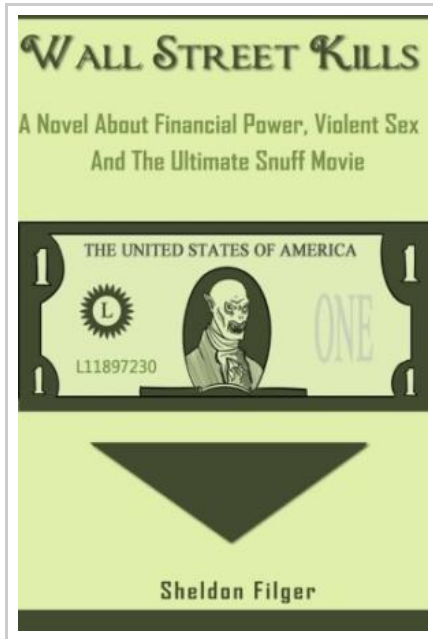 WALL STREET KILLS
A Novel About Financial Power, Violent Sex
And The Ultimate Snuff Movie
1 1
THE UNITED STATES OF AMERICA
L ONE
L11897230
1 1
Sheldon Filger